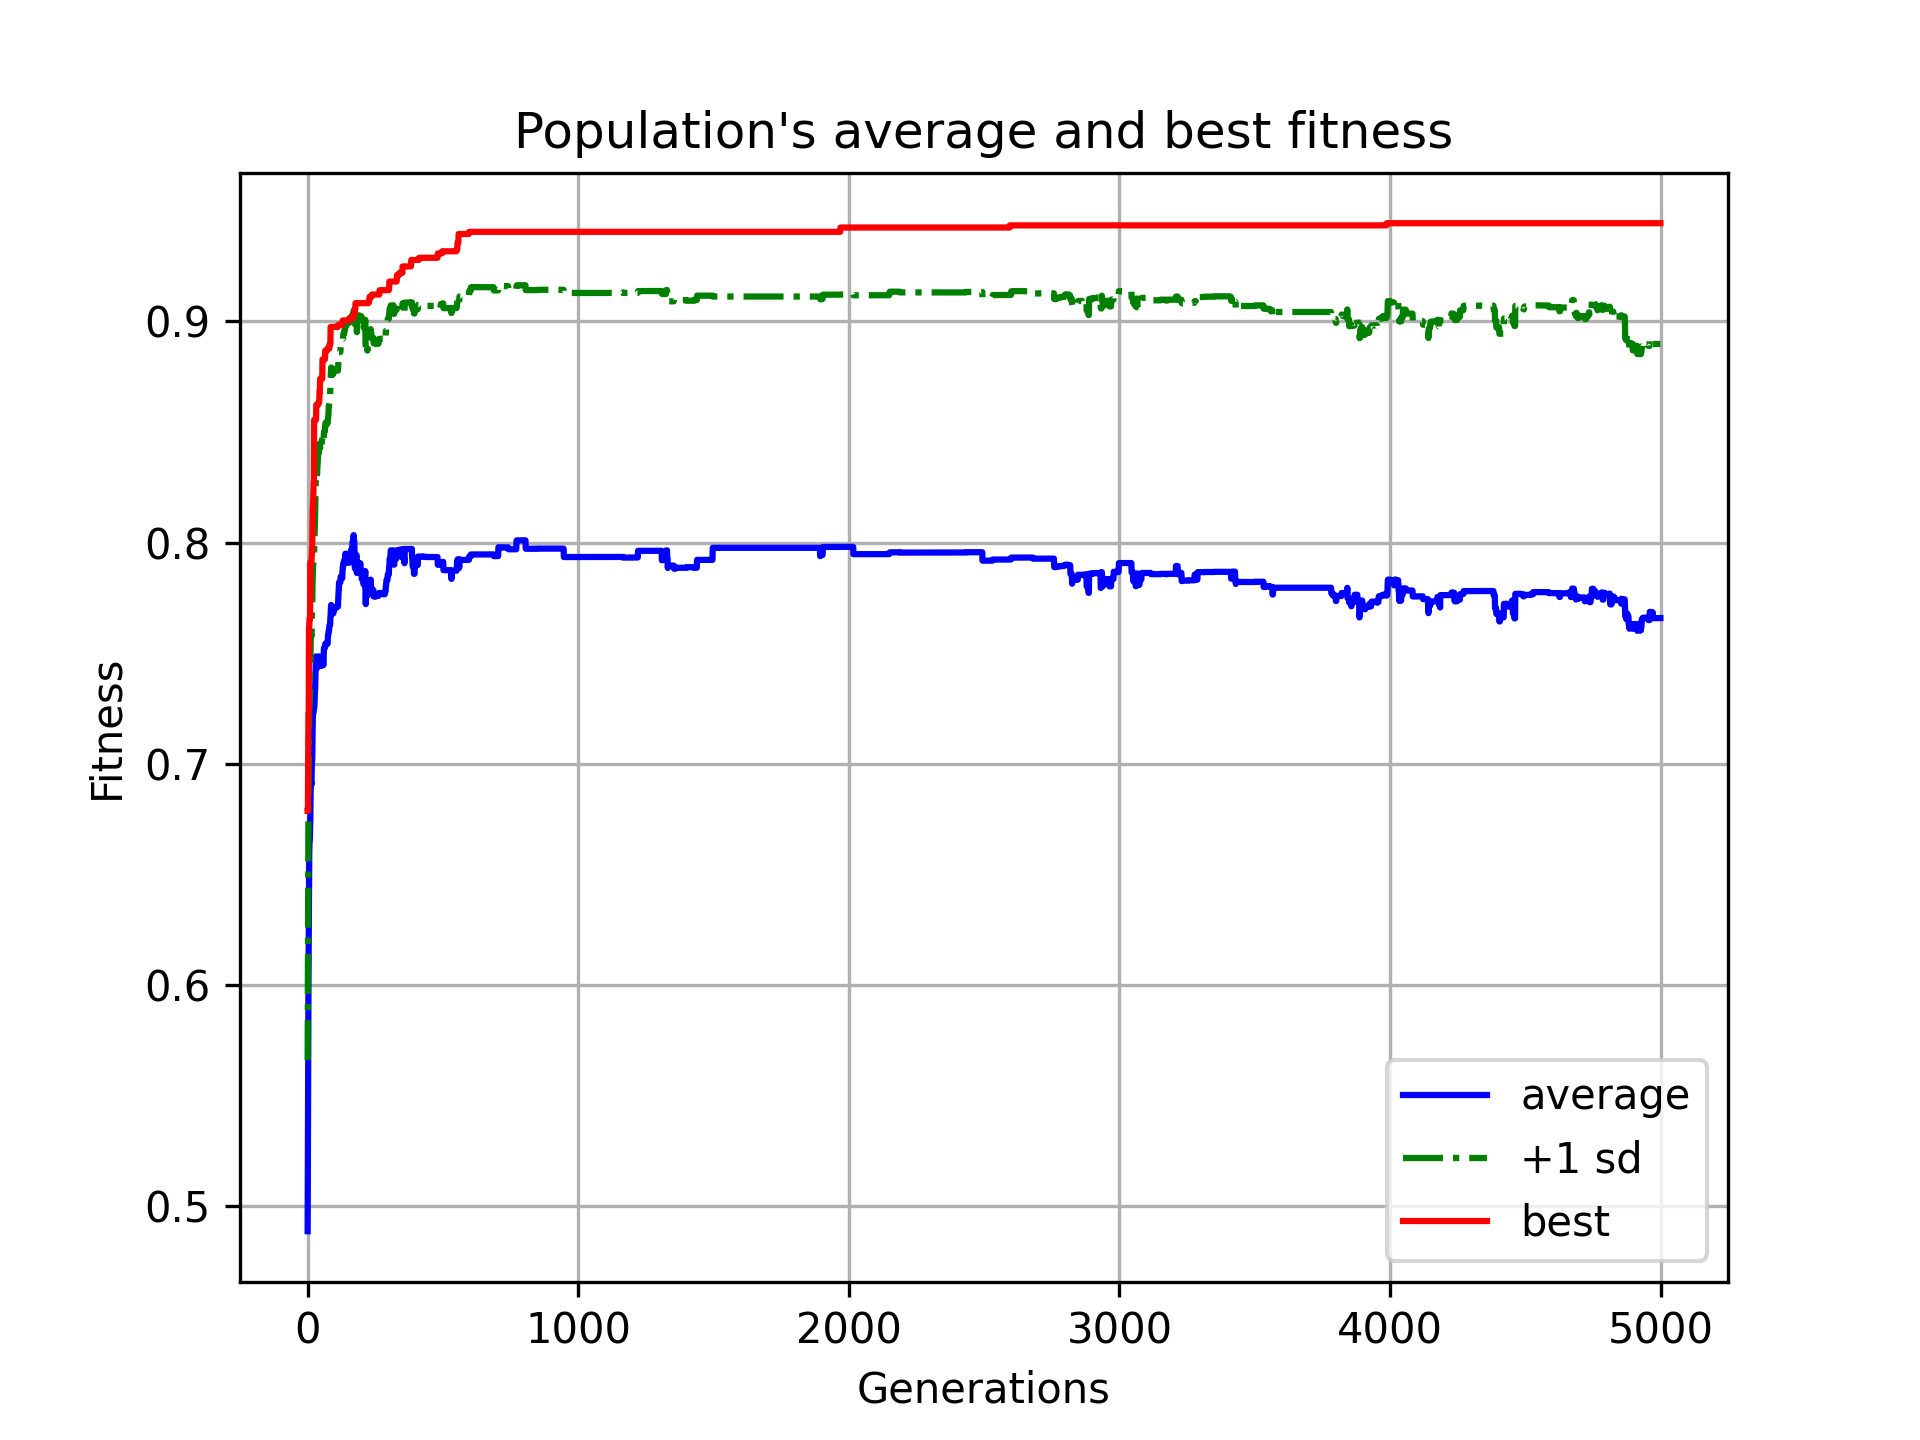 Population's average and best fitness
Fitness
0.9
0.8
0.7
0.6
0.5
0
1000
2000
3000
4000
5000
Generations
average
+1 sd
best